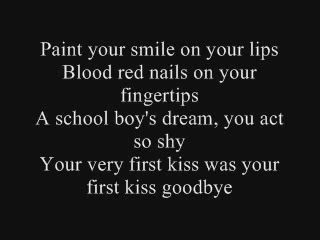 Paint your smile on your lips
Blood red nails on your
fingertips
A school boy's dream, you act
so shy
Your very first kiss was your
first kiss goodbye